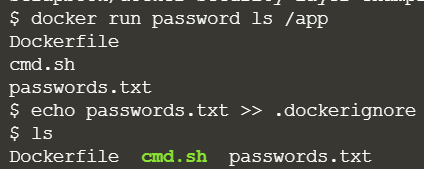 $ docker run password ls /app
Dockerfile
cmd.sh
passwords.txt
$ echo passwords.txt >> .dockerignore
$ ls
Dockerfile  cmd.sh  passwords.txt